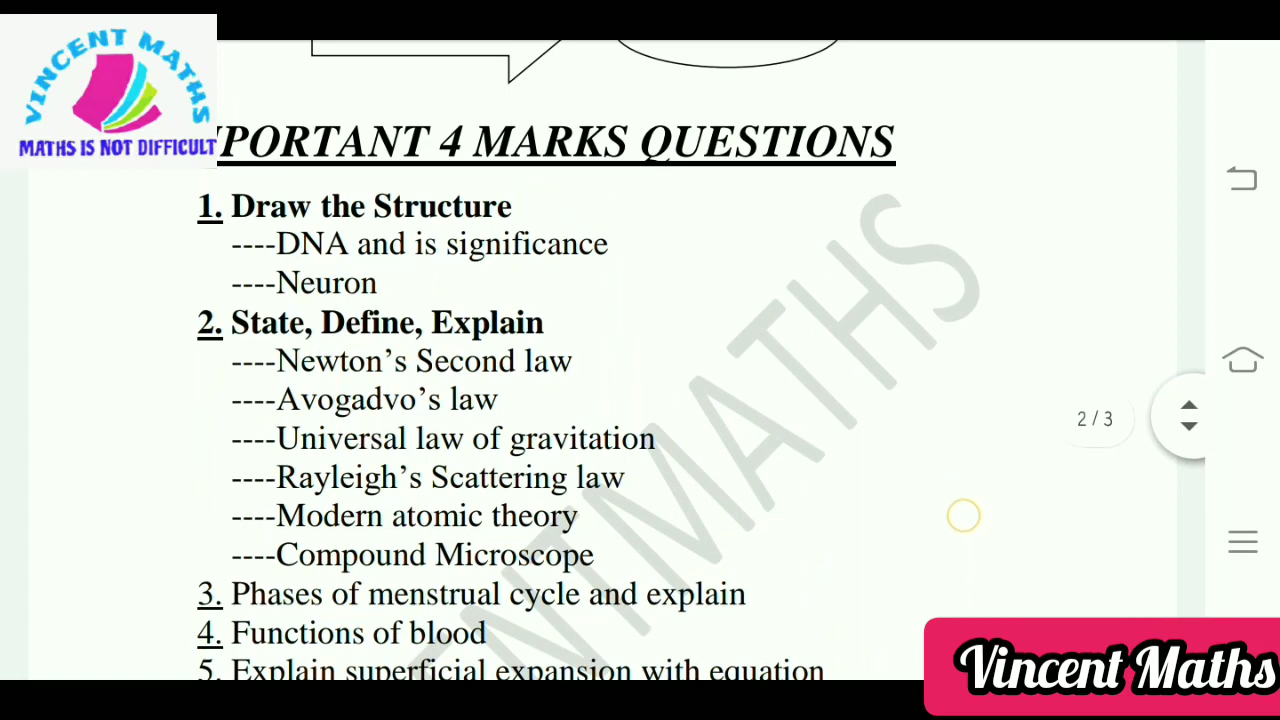 VINCENT MATHS
MATHS IS NOT DIFFICULT
PORTANT 4 MARKS QUESTIONS
1. Draw the Structure
----DNA and is significance
----Neuron
2. State, Define, Explain
----Newton’s Second law
----Avogadvo’s law
----Universal law of gravitation
----Rayleigh’s Scattering law
----Modern atomic theory
----Compound Microscope
3. Phases of menstrual cycle and explain
4. Functions of blood
5. Explain superficial expansion with equation
2 / 3
ENTMATHS
Vincent Maths